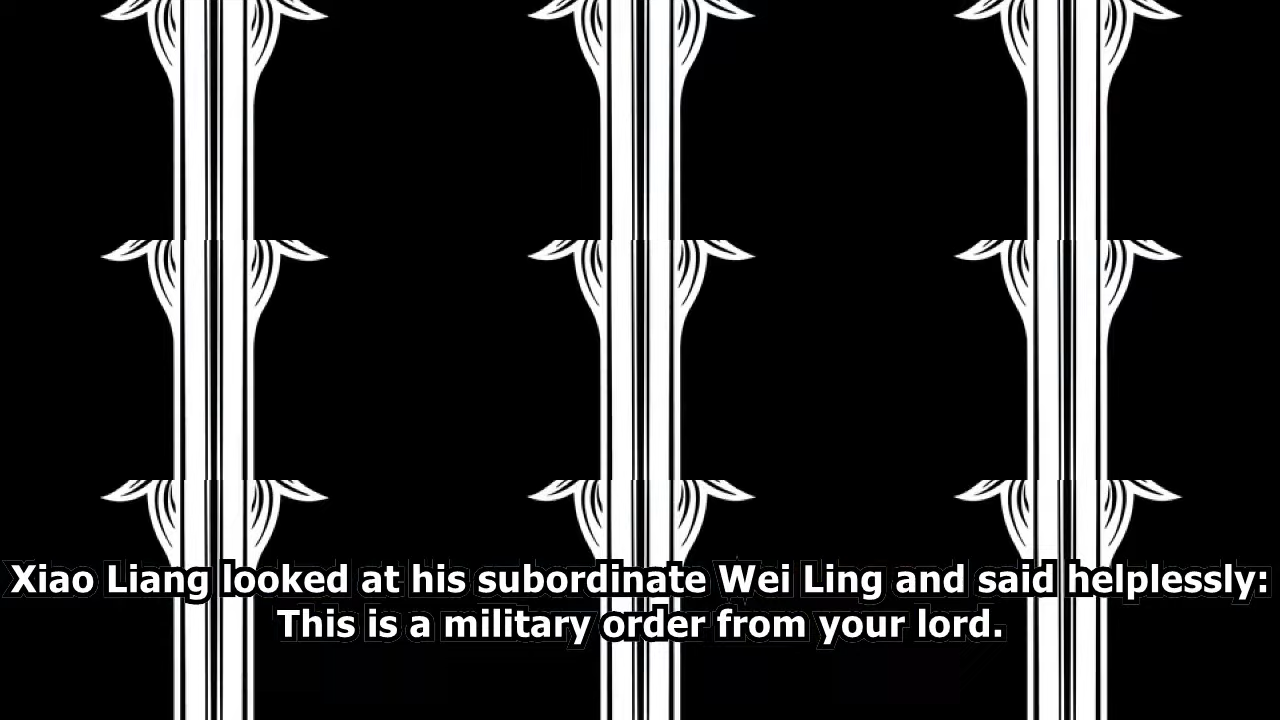 Xiao Liang looked at his subordinate Wei Ling and said helplessly:
This is a military order from your lord.